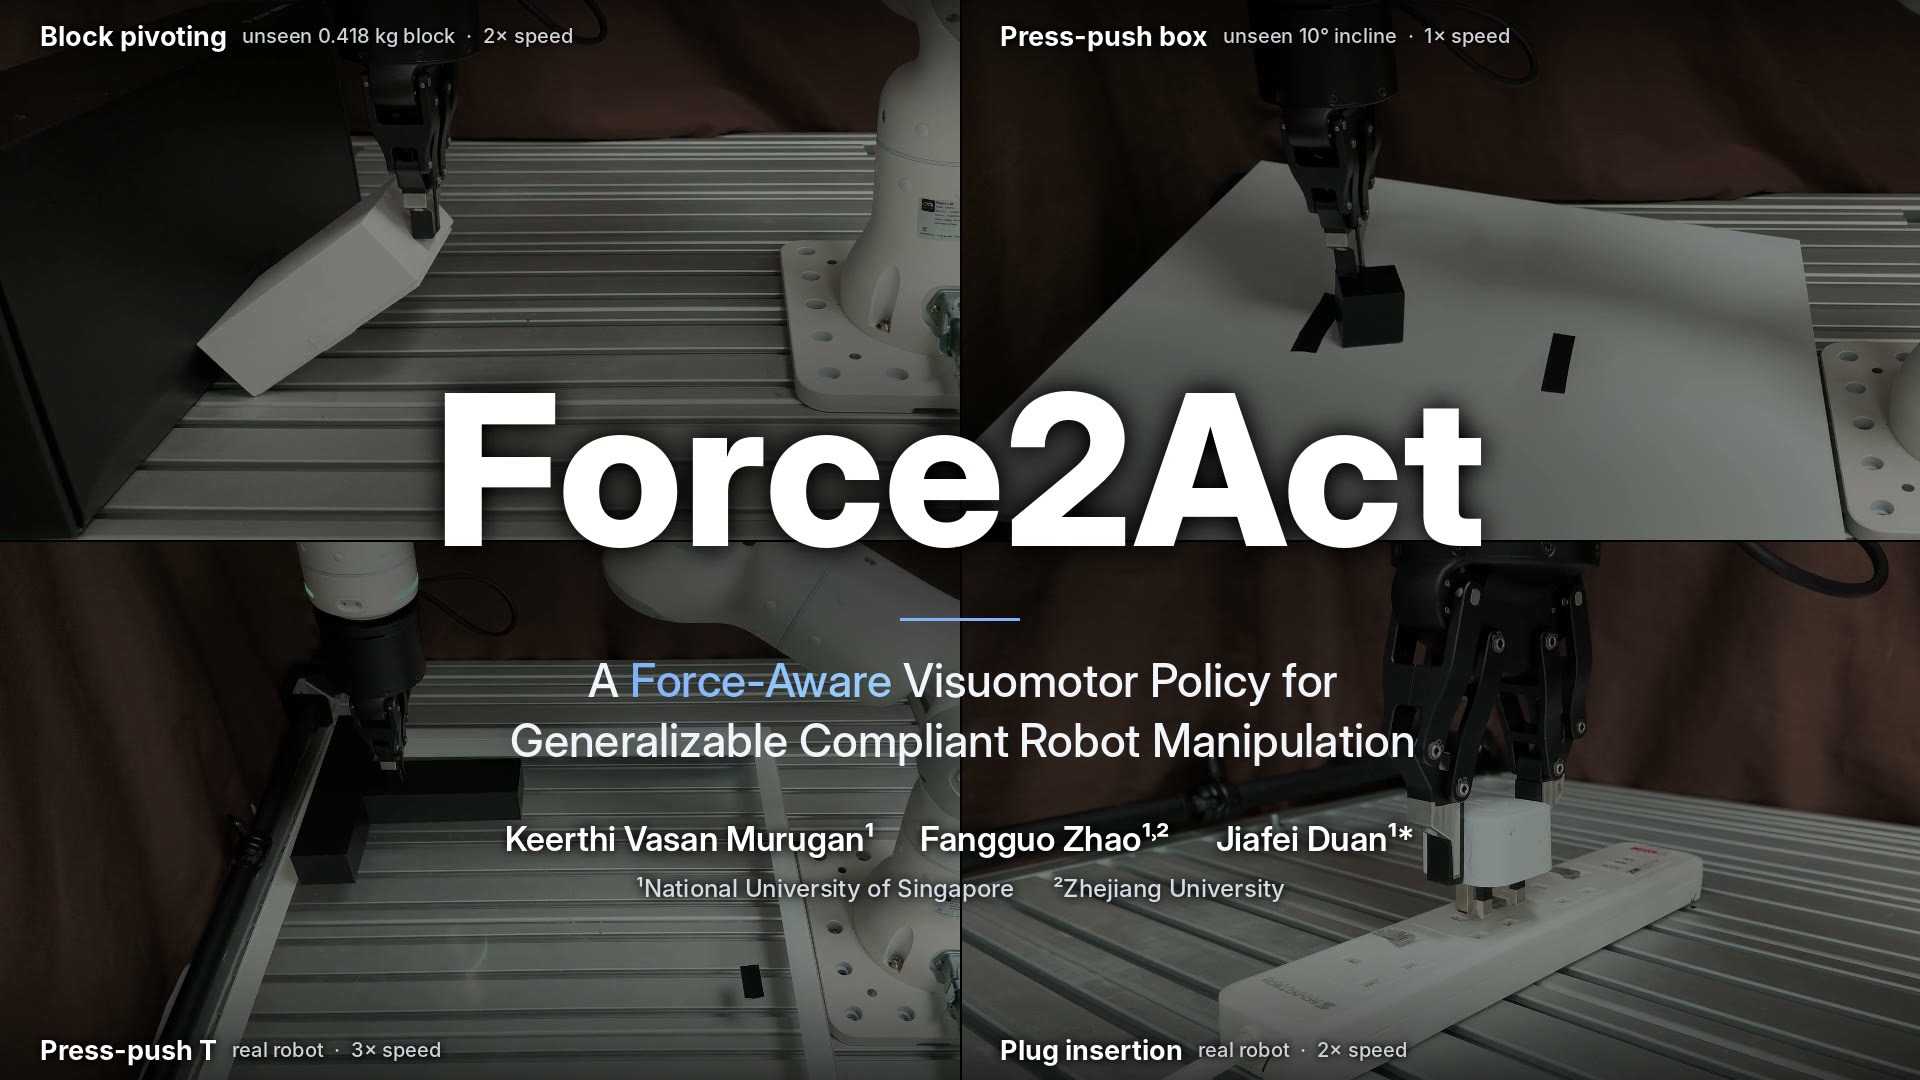 Block pivoting unseen 0.418 kg block · 2× speed
Press-push box unseen 10° incline · 1× speed
Force2Act
A Force-Aware Visuomotor Policy for
Generalizable Compliant Robot Manipulation
Keerthi Vasan Murugan¹ Fangguo Zhao¹,² Jiafei Duan¹*
¹National University of Singapore ²Zhejiang University
Press-push T real robot · 3× speed
Plug insertion real robot · 2× speed